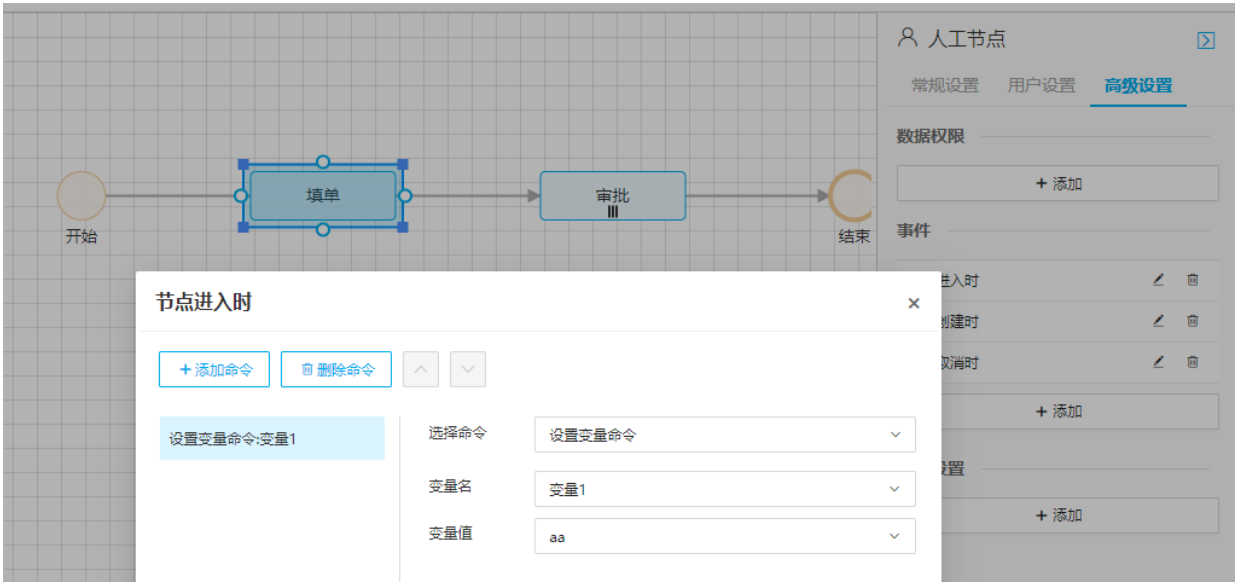 人工节点
常规设置 用户设置 高级设置
数据权限
+ 添加
填单
审批
开始
结束
事件
进入时
创建时
取消时
+ 添加
设置
+ 添加
节点进入时
+ 添加命令 删除命令
设置变量命令:变量1
选择命令 设置变量命令
变量名 变量1
变量值 aa